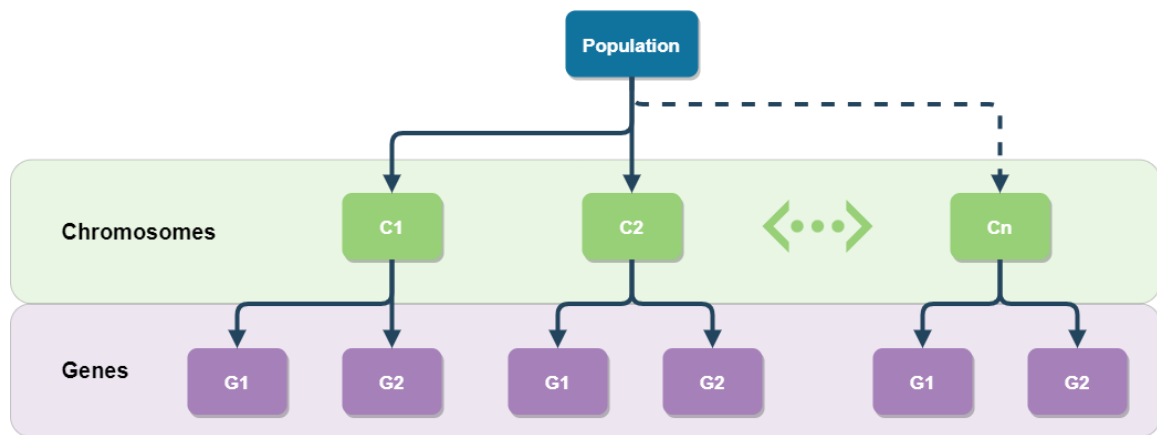 Population
Chromosomes
C1
C2
Cn
Genes
G1
G2
G1
G2
G1
G2